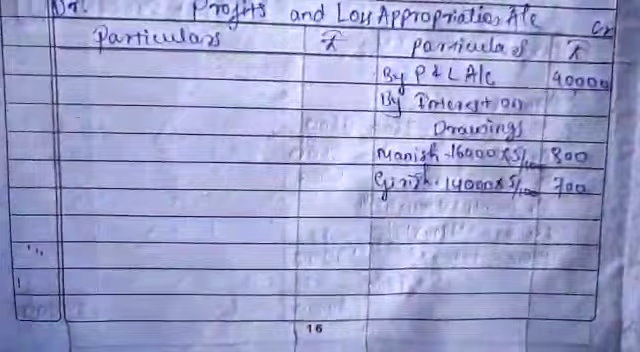 Dr. Profits and Loss Appropriation A/c Cr
Particulars ₹ Particulars ₹
By P & L A/c 90000
By Interest on
Drawings
Manish - 16000 x 5/100 800
Girish - 14000 x 5/100 700
16